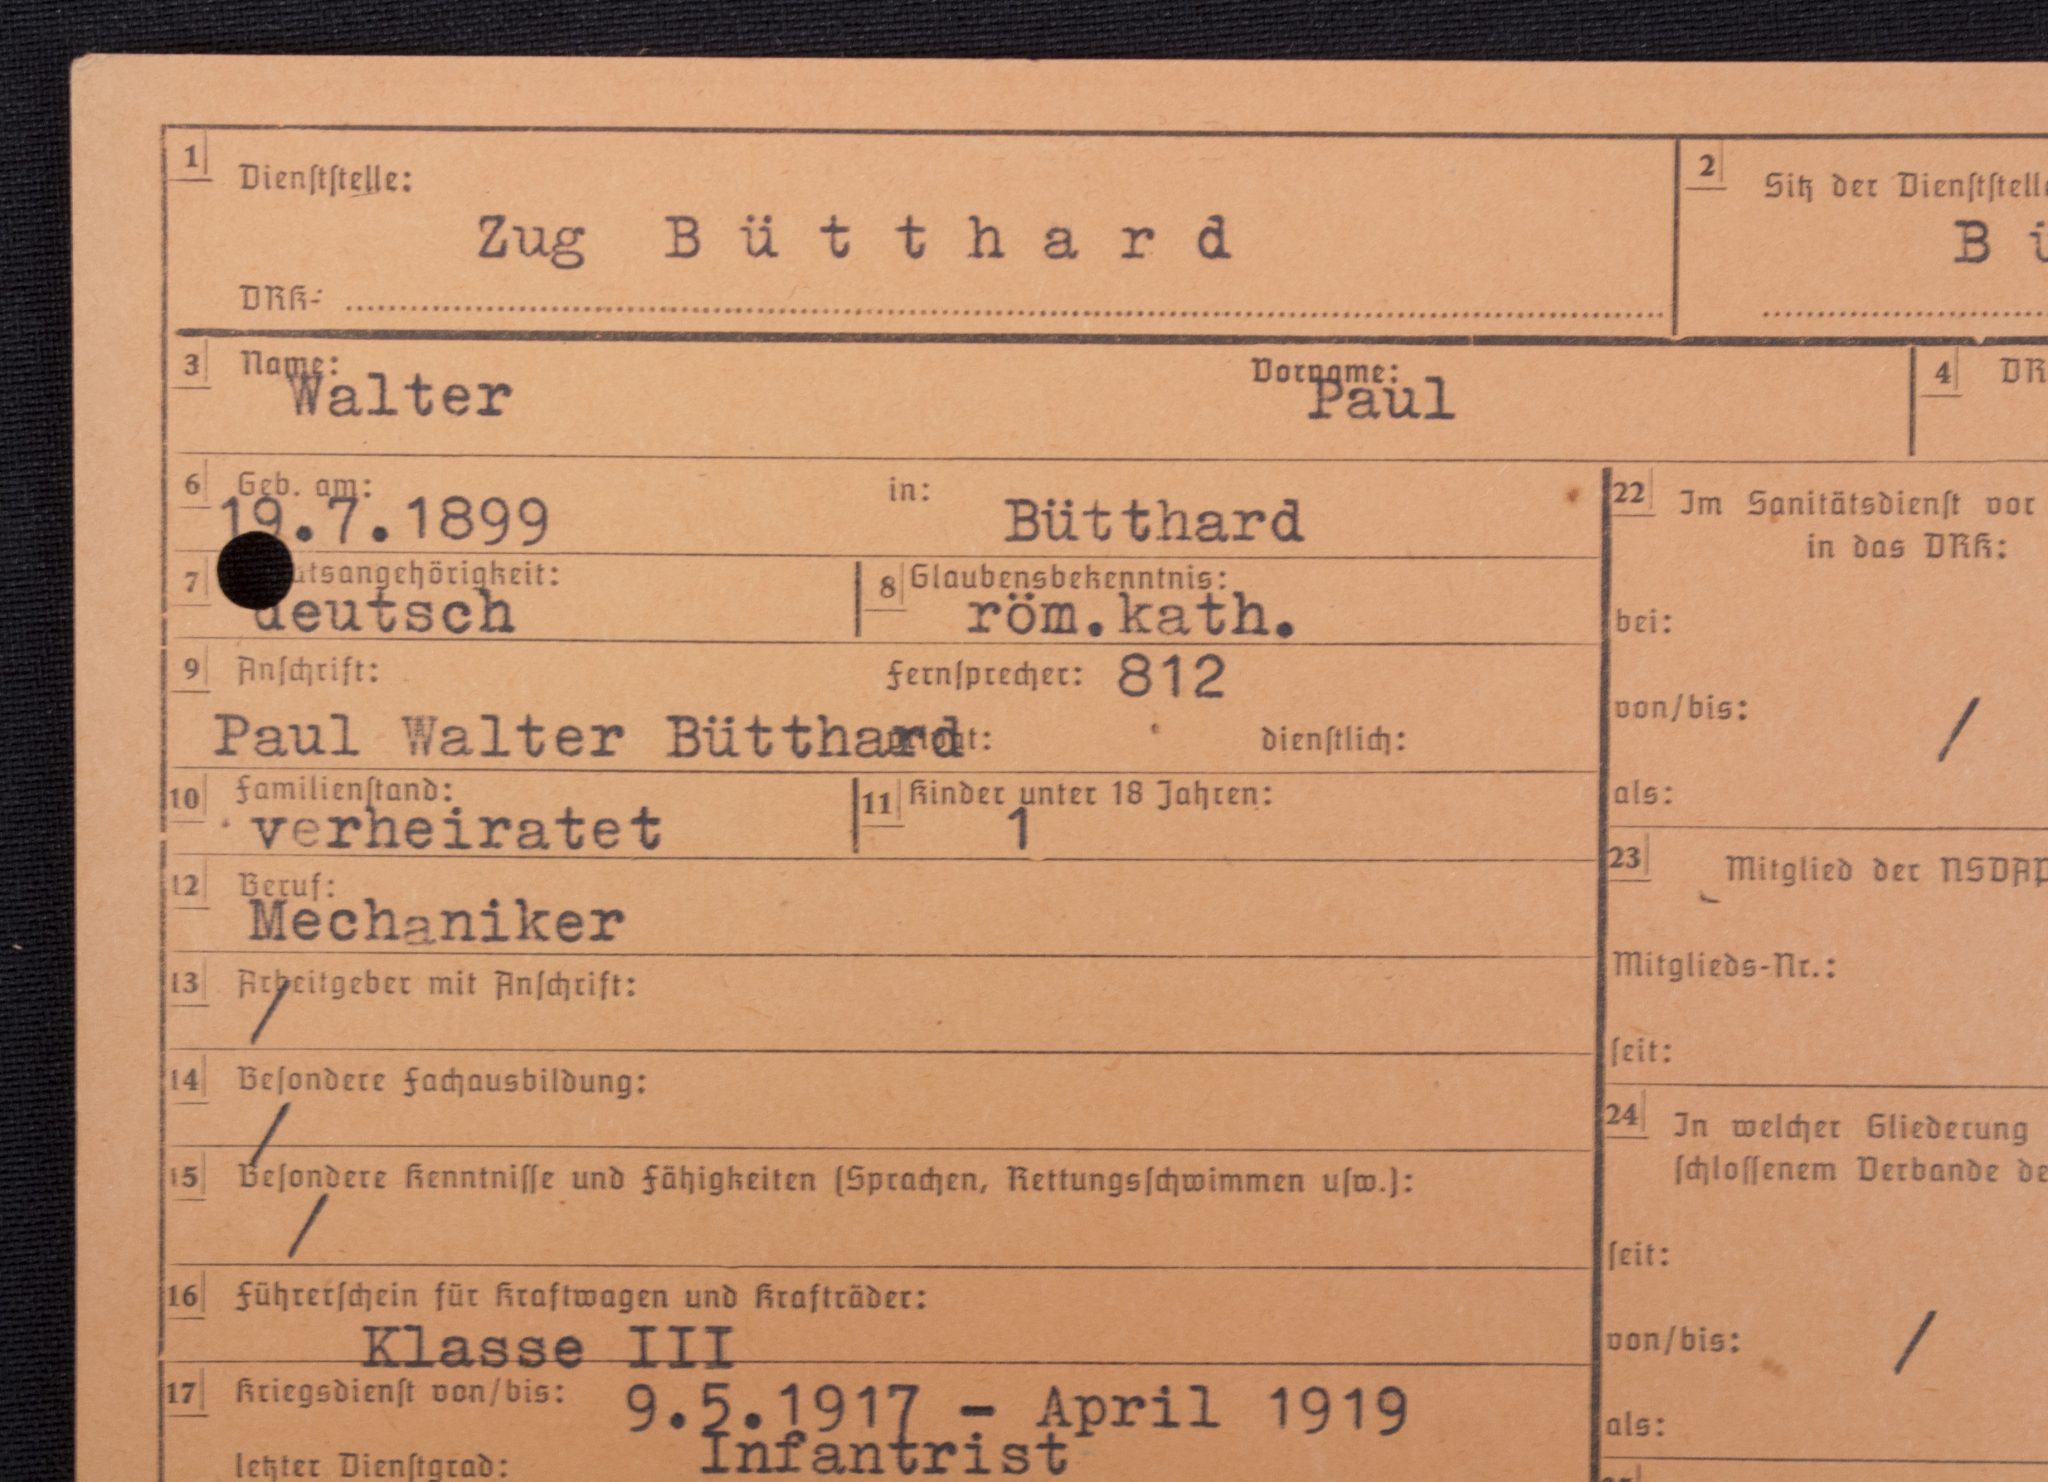 1 Dienststelle:
Zug B ü t t h a r d
DRK-
2 Sitz der
B
3 Name: Walter Vorname: Paul
4
6 Geb. am: 19.7.1899 in: Bütthard
7 deutsch
8 Glaubensbekenntnis: röm.kath.
9 Anschrift: Fernsprecher: 812
Paul Walter Bütthard dienstlich:
10 Familienstand: verheiratet
11 Kinder unter 18 Jahren: 1
12 Beruf:
Mechaniker
13 Arbeitgeber mit Anschrift:
/
14 Besondere Fachausbildung:
/
15 Besondere Kenntnisse und Fähigkeiten (Sprachen, Rettungsschwimmen usw.):
/
16 Führerschein für Kraftwagen und Krafträder:
Klasse III
17 Kriegsdienst von/bis: 9.5.1917 - April 1919
letzter Dienstgrad: Infantrist
22 Im Sanitätsdienst vor
in das DRK:
bei:
von/bis: /
als:
23 Mitglied der NSDAP
Mitglieds-Nr.:
seit:
24 In welcher Gliederung
schlossenem Verbande
seit:
von/bis: /
als: